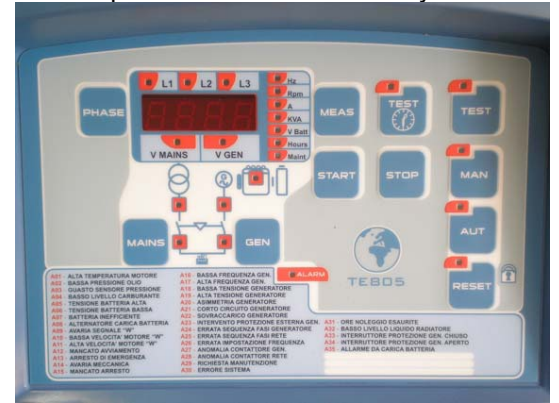 L1 L2 L3
Hz
Rpm
A
KVA
V Batt
Hours
Maint.
PHASE
MEAS
TEST
TEST
V MAINS
V GEN
START
STOP
MAN
MAINS
GEN
AUT
TE805
ALARM
RESET
A01 - ALTA TEMPERATURA MOTORE
A02 - BASSA PRESSIONE OLIO
A03 - GUASTO SENSORE PRESSIONE
A04 - BASSO LIVELLO CARBURANTE
A05 - TENSIONE BATTERIA ALTA
A06 - TENSIONE BATTERIA BASSA
A07 - BATTERIA INEFFICENTE
A08 - ALTERNATORE CARICA BATTERIA
A09 - AVARIA SEGNALE "W"
A10 - BASSA VELOCITA' MOTORE "W"
A11 - ALTA VELOCITA' MOTORE "W"
A12 - MANCATO AVVIAMENTO
A13 - ARRESTO DI EMERGENZA
A14 - AVARIA MECCANICA
A15 - MANCATO ARRESTO
A16 - BASSA FREQUENZA GEN.
A17 - ALTA FREQUENZA GEN.
A18 - BASSA TENSIONE GENERATORE
A19 - ALTA TENSIONE GENERATORE
A20 - ASIMMETRIA GENERATORE
A21 - CORTO CIRCUITO GENERATORE
A22 - SOVRACCARICO GENERATORE
A23 - INTERVENTO PROTEZIONE ESTERNA GEN.
A24 - ERRATA SEQUENZA FASI GENERATORE
A25 - ERRATA SEQUENZA FASI RETE
A26 - ERRATA IMPOSTAZIONE FREQUENZA
A27 - ANOMALIA CONTATTORE GEN.
A28 - ANOMALIA CONTATTORE RETE
A29 - RICHIESTA MANUTENZIONE
A30 - ERRORE SISTEMA
A31 - ORE NOLEGGIO ESAURITE
A32 - BASSO LIVELLO LIQUIDO RADIATORE
A33 - INTERRUTTORE PROTEZIONE GEN. CHIUSO
A34 - INTERRUTTORE PROTEZIONE GEN. APERTO
A35 - ALLARME DA CARICA BATTERIA